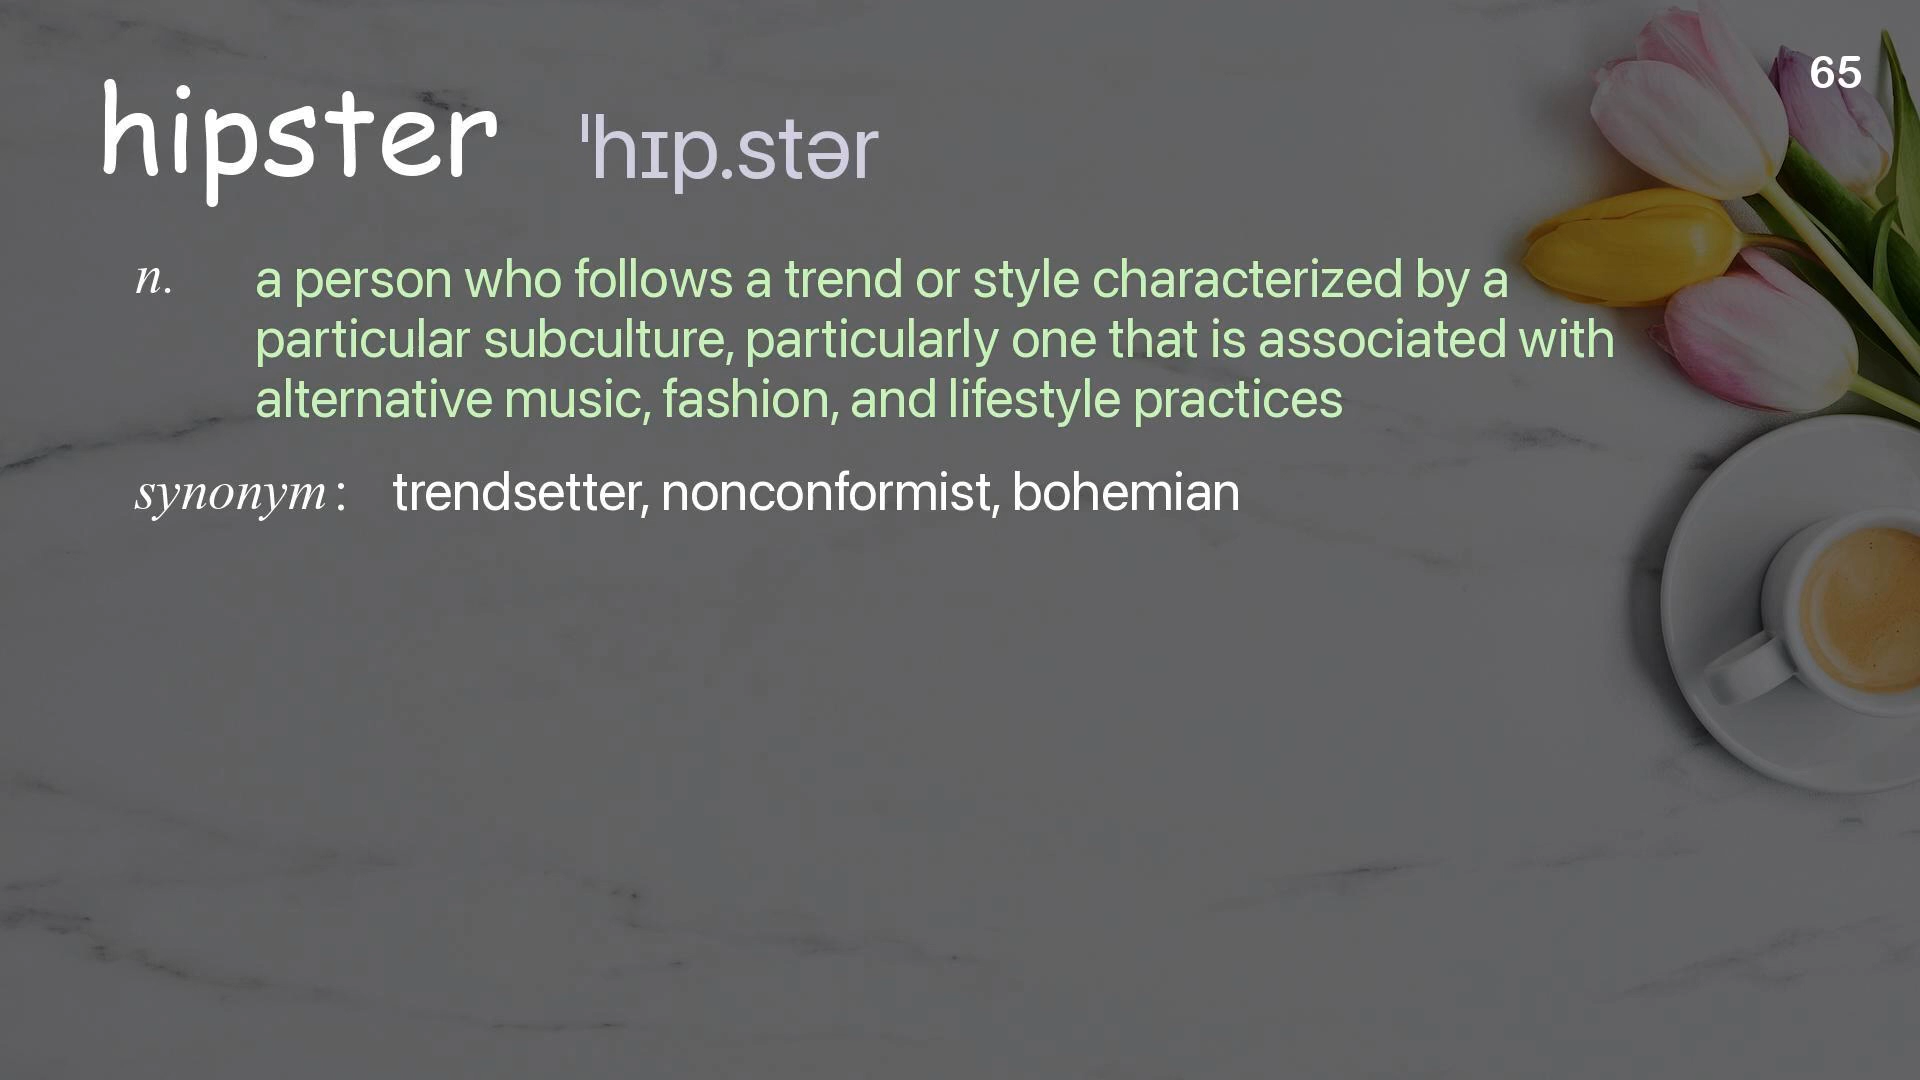 65
hipster ˈhɪp.stər
n. a person who follows a trend or style characterized by a
particular subculture, particularly one that is associated with
alternative music, fashion, and lifestyle practices
synonym : trendsetter, nonconformist, bohemian